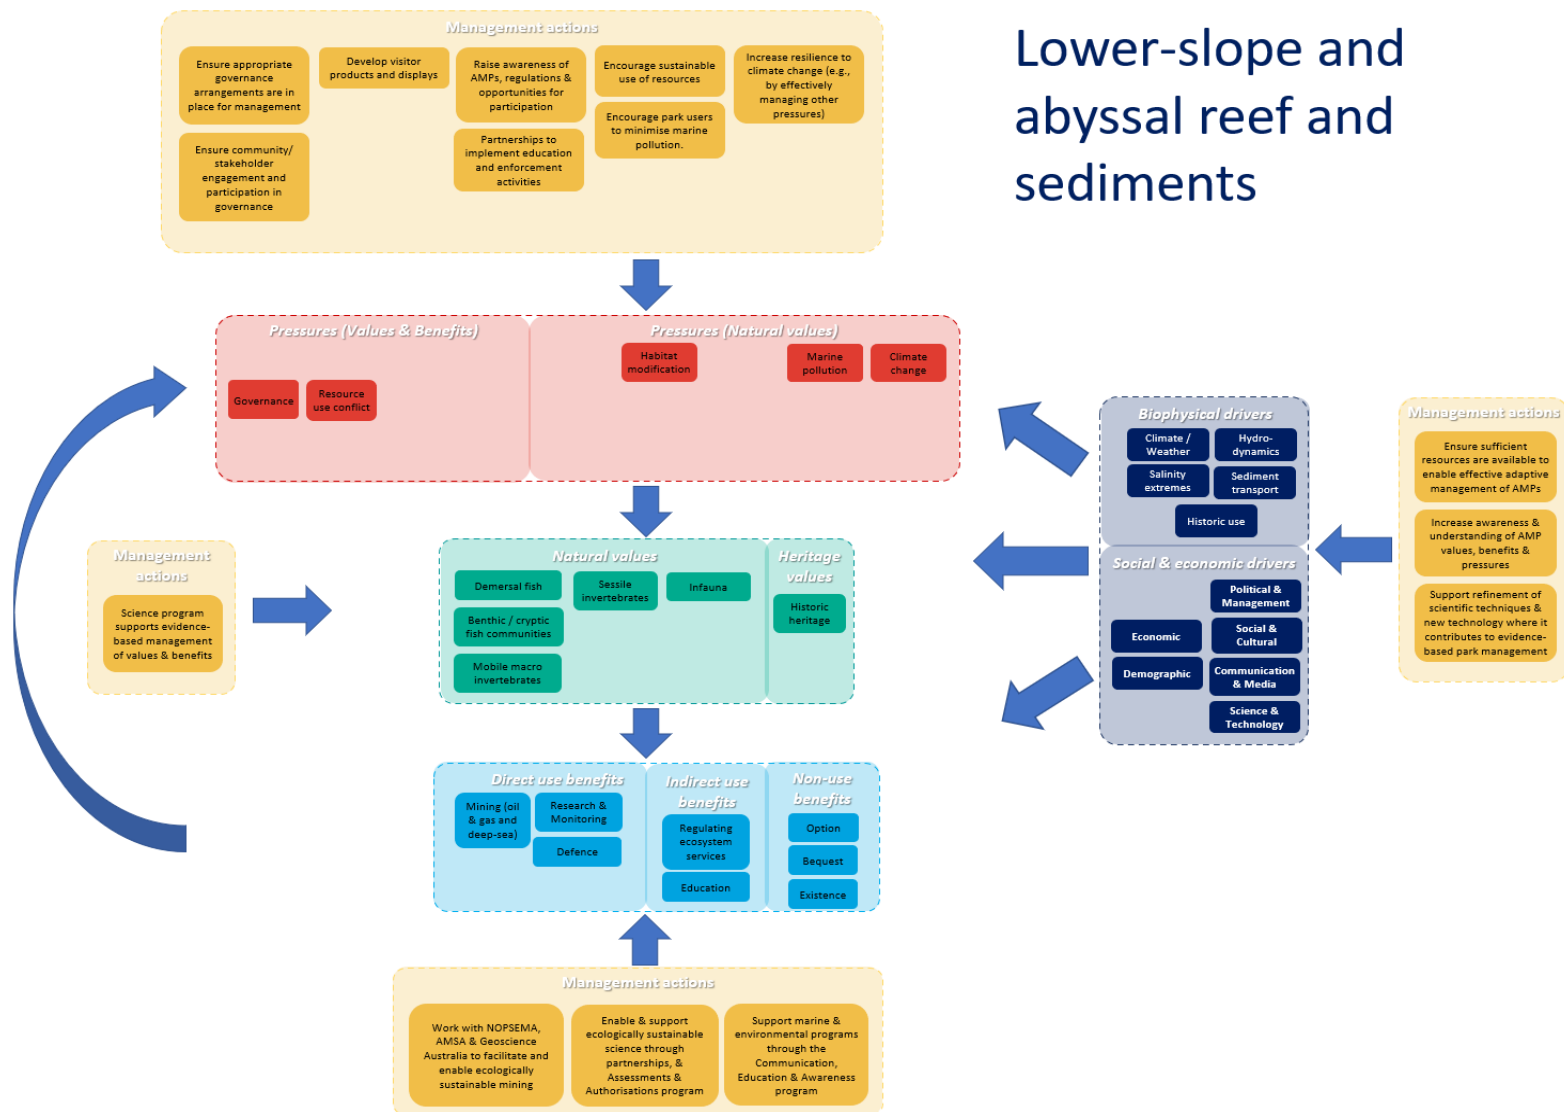 Lower-slope and
abyssal reef and
sediments
Management actions
Ensure appropriate
governance
arrangements are in
place for management
Develop visitor
products and displays
Raise awareness of
AMPs, regulations &
opportunities for
participation
Encourage sustainable
use of resources
Increase resilience to
climate change (e.g.,
by effectively
managing other
pressures)
Ensure community/
stakeholder
engagement and
participation in
governance
Partnerships to
implement education
and enforcement
activities
Encourage park users
to minimise marine
pollution.
Pressures (Values & Benefits)
Governance
Resource
use conflict
Pressures (Natural values)
Habitat
modification
Marine
pollution
Climate
change
Management
actions
Science program
supports evidence-
based management
of values & benefits
Natural values
Demersal fish
Sessile
invertebrates
Infauna
Benthic / cryptic
fish communities
Mobile macro
invertebrates
Heritage
values
Historic
heritage
Biophysical drivers
Climate /
Weather
Hydro-
dynamics
Salinity
extremes
Sediment
transport
Historic use
Social & economic drivers
Political &
Management
Economic
Social &
Cultural
Demographic
Communication
& Media
Science &
Technology
Management actions
Ensure sufficient
resources are available to
enable effective adaptive
management of AMPs
Increase awareness &
understanding of AMP
values, benefits &
pressures
Support refinement of
scientific techniques &
new technology where it
contributes to evidence-
based park management
Direct use benefits
Mining (oil
& gas and
deep-sea)
Research &
Monitoring
Defence
Indirect use
benefits
Regulating
ecosystem
services
Education
Non-use
benefits
Option
Bequest
Existence
Management actions
Work with NOPSEMA,
AMSA & Geoscience
Australia to facilitate and
enable ecologically
sustainable mining
Enable & support
ecologically sustainable
science through
partnerships, &
Assessments &
Authorisations program
Support marine &
environmental programs
through the
Communication,
Education & Awareness
program